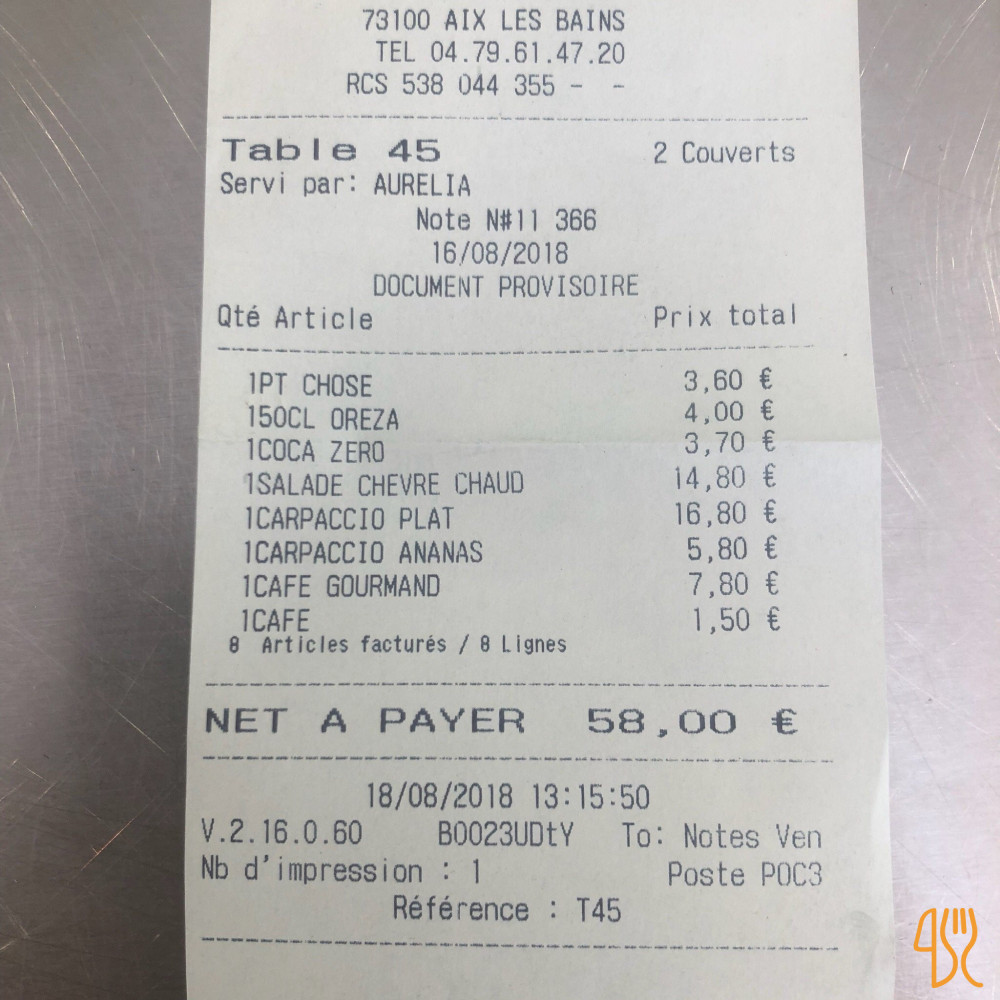 73100 AIX LES BAINS
TEL 04.79.61.47.20
RCS 538 044 355 - -
Table 45 2 Couverts
Servi par: AURELIA
Note N#11 366
16/08/2018
DOCUMENT PROVISOIRE
Qté Article Prix total
1PT CHOSE 3,60 €
150CL OREZA 4,00 €
1COCA ZERO 3,70 €
1SALADE CHEVRE CHAUD 14,80 €
1CARPACCIO PLAT 16,80 €
1CARPACCIO ANANAS 5,80 €
1CAFE GOURMAND 7,80 €
1CAFE 1,50 €
8 Articles facturés / 8 Lignes
NET A PAYER 58,00 €
18/08/2018 13:15:50
V.2.16.0.60 B0023UDtY To: Notes Ven
Nb d'impression : 1 Poste POC3
Référence : T45